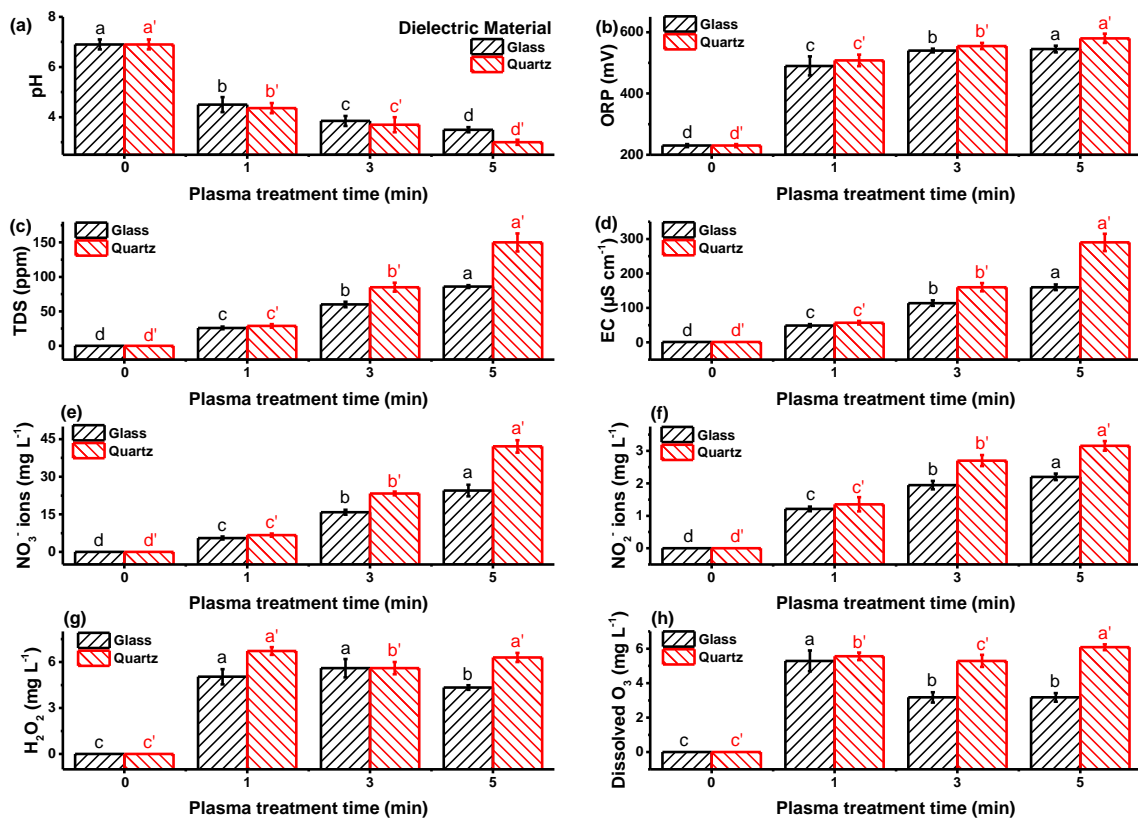 (a)
Dielectric Material
Glass
Quartz
pH
8
6
4
a a' b b' c c' d d'
0 1 3 5
Plasma treatment time (min)
(b)
Glass
Quartz
ORP (mV)
600
400
200
d d' c c' b b' a a'
0 1 3 5
Plasma treatment time (min)
(c)
Glass
Quartz
TDS (ppm)
150
100
50
0
d d' c c' b b' a a'
0 1 3 5
Plasma treatment time (min)
(d)
Glass
Quartz
EC (µS cm⁻¹)
300
200
100
0
d d' c c' b b' a a'
0 1 3 5
Plasma treatment time (min)
(e)
Glass
Quartz
NO₃⁻ ions (mg L⁻¹)
45
30
15
0
d d' c c' b b' a a'
0 1 3 5
Plasma treatment time (min)
(f)
Glass
Quartz
NO₂⁻ ions (mg L⁻¹)
3
2
1
0
d d' c c' b b' a a'
0 1 3 5
Plasma treatment time (min)
(g)
Glass
Quartz
H₂O₂ (mg L⁻¹)
6
3
0
c c' a a' a b' b a'
0 1 3 5
Plasma treatment time (min)
(h)
Glass
Quartz
Dissolved O₃ (mg L⁻¹)
6
4
2
0
c c' a b' b c' b a'
0 1 3 5
Plasma treatment time (min)